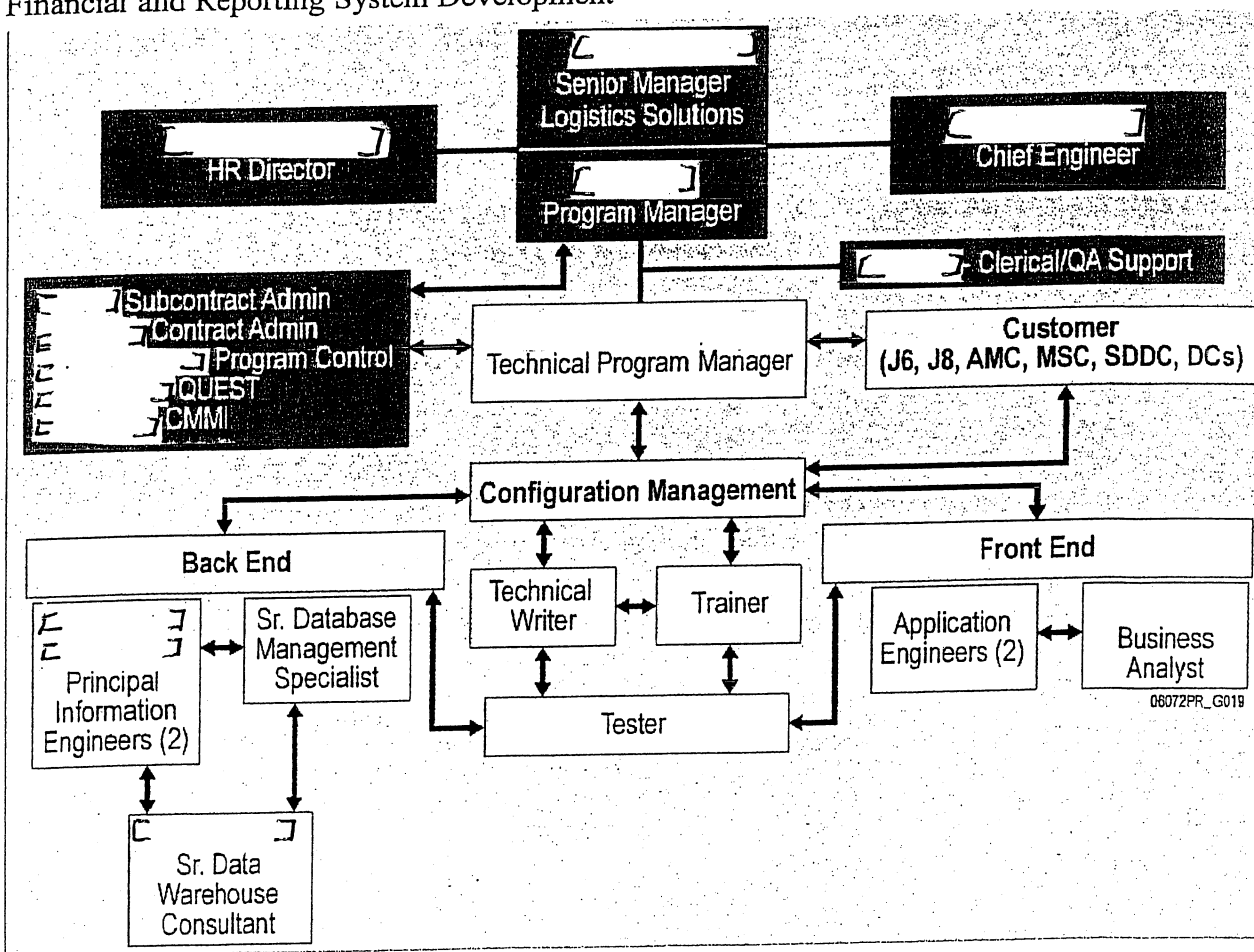 Financial and Reporting System Development
[ ]
Senior Manager
Logistics Solutions
[ ]
HR Director
[ ]
Chief Engineer
[ ]
Program Manager
[ ]- Clerical/QA Support
[ ] Subcontract Admin
[ ] Contract Admin
[ ] Program Control
[ ] QUEST
[ ] CMMI
Technical Program Manager
Customer
(J6, J8, AMC, MSC, SDDC, DCs)
Configuration Management
Back End
Front End
[ ]
[ ]
Principal
Information
Engineers (2)
Sr. Database
Management
Specialist
Technical
Writer
Trainer
Application
Engineers (2)
Business
Analyst
06072PR_G019
Tester
[ ]
Sr. Data
Warehouse
Consultant